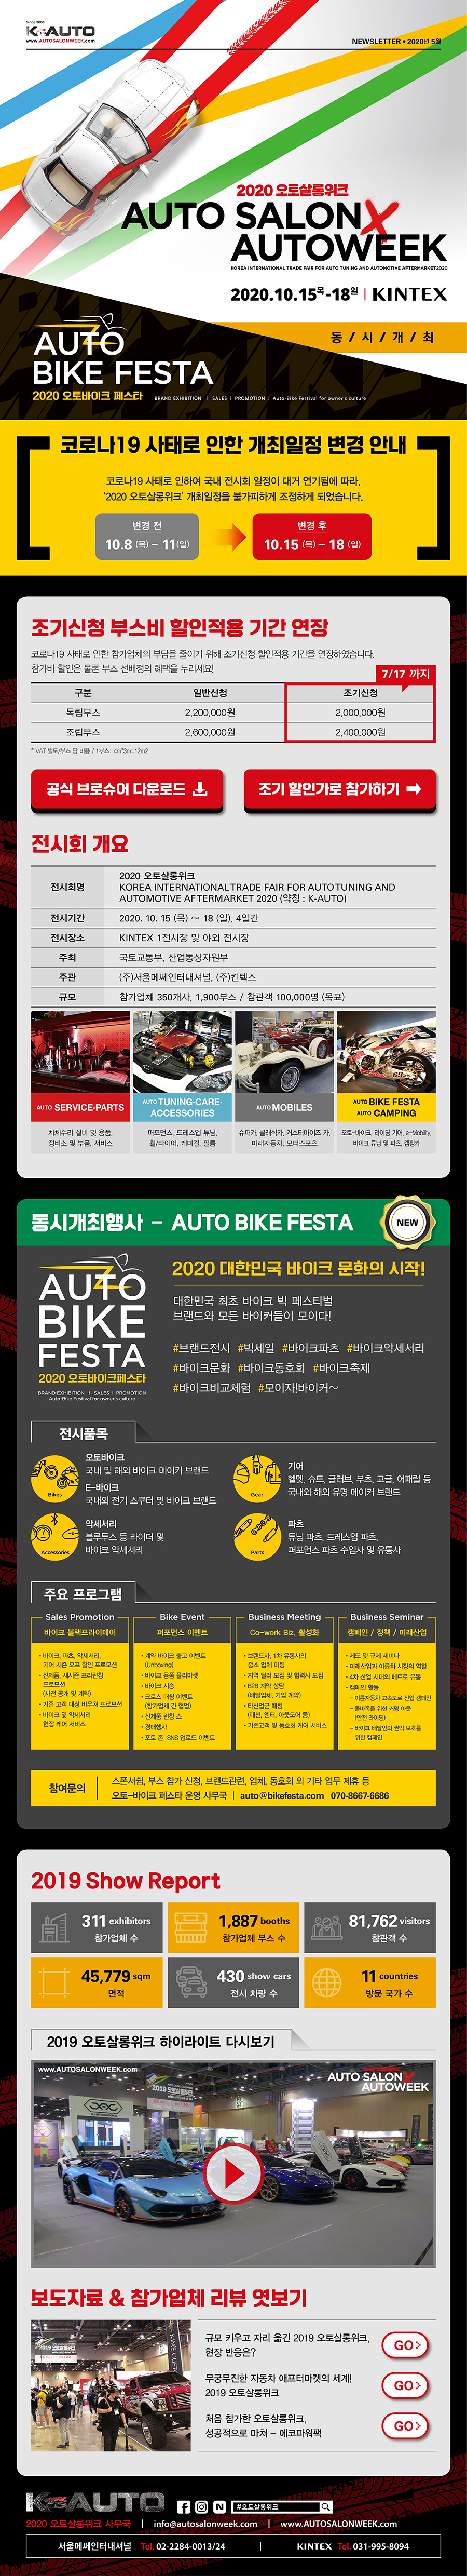 Since 2003
K-AUTO
www.AUTOSALONWEEK.com
NEWSLETTER • 2020년 5월
2020 오토살롱위크
AUTO SALON X
AUTOWEEK
KOREA INTERNATIONAL TRADE FAIR FOR AUTO TUNING AND AUTOMOTIVE AFTERMARKET 2020
2020.10.15목-18일 | KINTEX
동 / 시 / 개 / 최
AUTO
BIKE FESTA
2020 오토바이크 페스타
BRAND EXHIBITION I SALES I PROMOTION / Auto-Bike Festival for owner's culture
코로나19 사태로 인한 개최일정 변경 안내
코로나19 사태로 인하여 국내 전시회 일정이 대거 연기됨에 따라,
'2020 오토살롱위크' 개최일정을 불가피하게 조정하게 되었습니다.
변경 전
10.8 (목) – 11(일)
변경 후
10.15 (목) – 18 (일)
조기신청 부스비 할인적용 기간 연장
코로나19 사태로 인한 참가업체의 부담을 줄이기 위해 조기신청 할인적용 기간을 연장하였습니다.
참가비 할인은 물론 부스 선배정의 혜택을 누리세요!
7/17 까지
구분 일반신청 조기신청
독립부스 2,200,000원 2,000,000원
조립부스 2,600,000원 2,400,000원
* VAT 별도/부스 당 비용 / 1부스: 4m*3m=12m2
공식 브로슈어 다운로드
조기 할인가로 참가하기
전시회 개요
전시회명
2020 오토살롱위크
KOREA INTERNATIONAL TRADE FAIR FOR AUTO TUNING AND
AUTOMOTIVE AFTERMARKET 2020 (약칭 : K-AUTO)
전시기간 2020. 10. 15 (목) ~ 18 (일), 4일간
전시장소 KINTEX 1전시장 및 야외 전시장
주최 국토교통부, 산업통상자원부
주관 (주)서울메쎄인터내셔널, (주)킨텍스
규모 참가업체 350개사, 1,900부스 / 참관객 100,000명 (목표)
AUTO SERVICE·PARTS
차체수리 설비 및 용품,
정비소 및 부품, 서비스
AUTO TUNING·CARE·
ACCESSORIES
퍼포먼스, 드레스업 튜닝,
휠/타이어, 케미컬, 필름
AUTO MOBILES
슈퍼카, 클래식카, 커스터마이즈 카,
미래자동차, 모터스포츠
69
AUTO BIKE FESTA
AUTO CAMPING
오토-바이크, 라이딩 기어, e-Mobility,
바이크 튜닝 및 파츠, 캠핑카
동시개최행사 - AUTO BIKE FESTA
NEW
AUTO
BIKE
FESTA
2020 오토바이크페스타
BRAND EXHIBITION I SALES I PROMOTION
Auto-Bike Festival for owner's culture
2020 대한민국 바이크 문화의 시작!
대한민국 최초 바이크 빅 페스티벌
브랜드와 모든 바이커들이 모이다!
#브랜드전시 #빅세일 #바이크파츠 #바이크악세서리
#바이크문화 #바이크동호회 #바이크축제
#바이크비교체험 #모이자!바이커~
전시품목
Bikes
오토바이크
국내 및 해외 바이크 메이커 브랜드
E-바이크
국내외 전기 스쿠터 및 바이크 브랜드
Gear
기어
헬멧, 슈트, 글러브, 부츠, 고글, 어패럴 등
국내외 해외 유명 메이커 브랜드
Accessories
악세서리
블루투스 등 라이더 및
바이크 악세서리
Parts
파츠
튜닝 파츠, 드레스업 파츠,
퍼포먼스 파츠 수입사 및 유통사
주요 프로그램
Sales Promotion
바이크 블랙프라이데이
• 바이크, 파츠, 악세서리,
기어 시즌 오프 할인 프로모션
• 신제품, 새시즌 프리런칭
프로모션
(사전 공개 및 계약)
• 기존 고객 대상 바우처 프로모션
• 바이크 및 악세서리
현장 케어 서비스
Bike Event
퍼포먼스 이벤트
• 계약 바이크 출고 이벤트
(Unboxing)
• 바이크 용품 플리마켓
• 바이크 시승
• 크로스 매칭 이벤트
(참가업체 간 협업)
• 신제품 런칭 쇼
• 경매행사
• 포토 존 SNS 업로드 이벤트
Business Meeting
Co-work Biz, 활성화
• 브랜드사, 1차 유통사의
중소 업체 미팅
• 지역 딜러 모집 및 협력사 모집
• B2B 계약 상담
(배달업체, 기업 계약)
• 타산업군 매칭
(패션, 엔터, 아웃도어 등)
• 기존고객 및 동호회 케어 서비스
Business Seminar
캠페인 / 정책 / 미래산업
• 제도 및 규제 세미나
• 미래산업과 이륜차 시장의 역할
• 4차 산업 시대의 메트로 유통
• 캠페인 활동
- 이륜자동차 고속도로 진입 캠페인
- 올바족을 위한 커밍 아웃
(안전 라이딩)
- 바이크 배달인의 권익 보호를
위한 캠페인
참여문의
스폰서쉽, 부스 참가 신청, 브랜드관련, 업체, 동호회 외 기타 업무 제휴 등
오토-바이크 페스타 운영 사무국 | auto@bikefesta.com 070-8667-6686
2019 Show Report
311 exhibitors
참가업체 수
1,887 booths
참가업체 부스 수
81,762 visitors
참관객 수
45,779 sqm
면적
430 show cars
전시 차량 수
11 countries
방문 국가 수
2019 오토살롱위크 하이라이트 다시보기
www.AUTOSALONWEEK.com
AUTO SALON X
AUTOWEEK
2019 오토살롱위크
보도자료 & 참가업체 리뷰 엿보기
2019 오토살롱위크
규모 키우고 자리 옮긴 2019 오토살롱위크,
현장 반응은?
GO >
무궁무진한 자동차 애프터마켓의 세계!
2019 오토살롱위크
GO >
처음 참가한 오토살롱위크,
성공적으로 마쳐 - 에코파워팩
GO >
K-AUTO
#오토살롱위크
2020 오토살롱위크 사무국 | info@autosalonweek.com | www.AUTOSALONWEEK.com
서울메쎄인터내셔널 Tel. 02-2284-0013/24 | KINTEX Tel. 031-995-8094